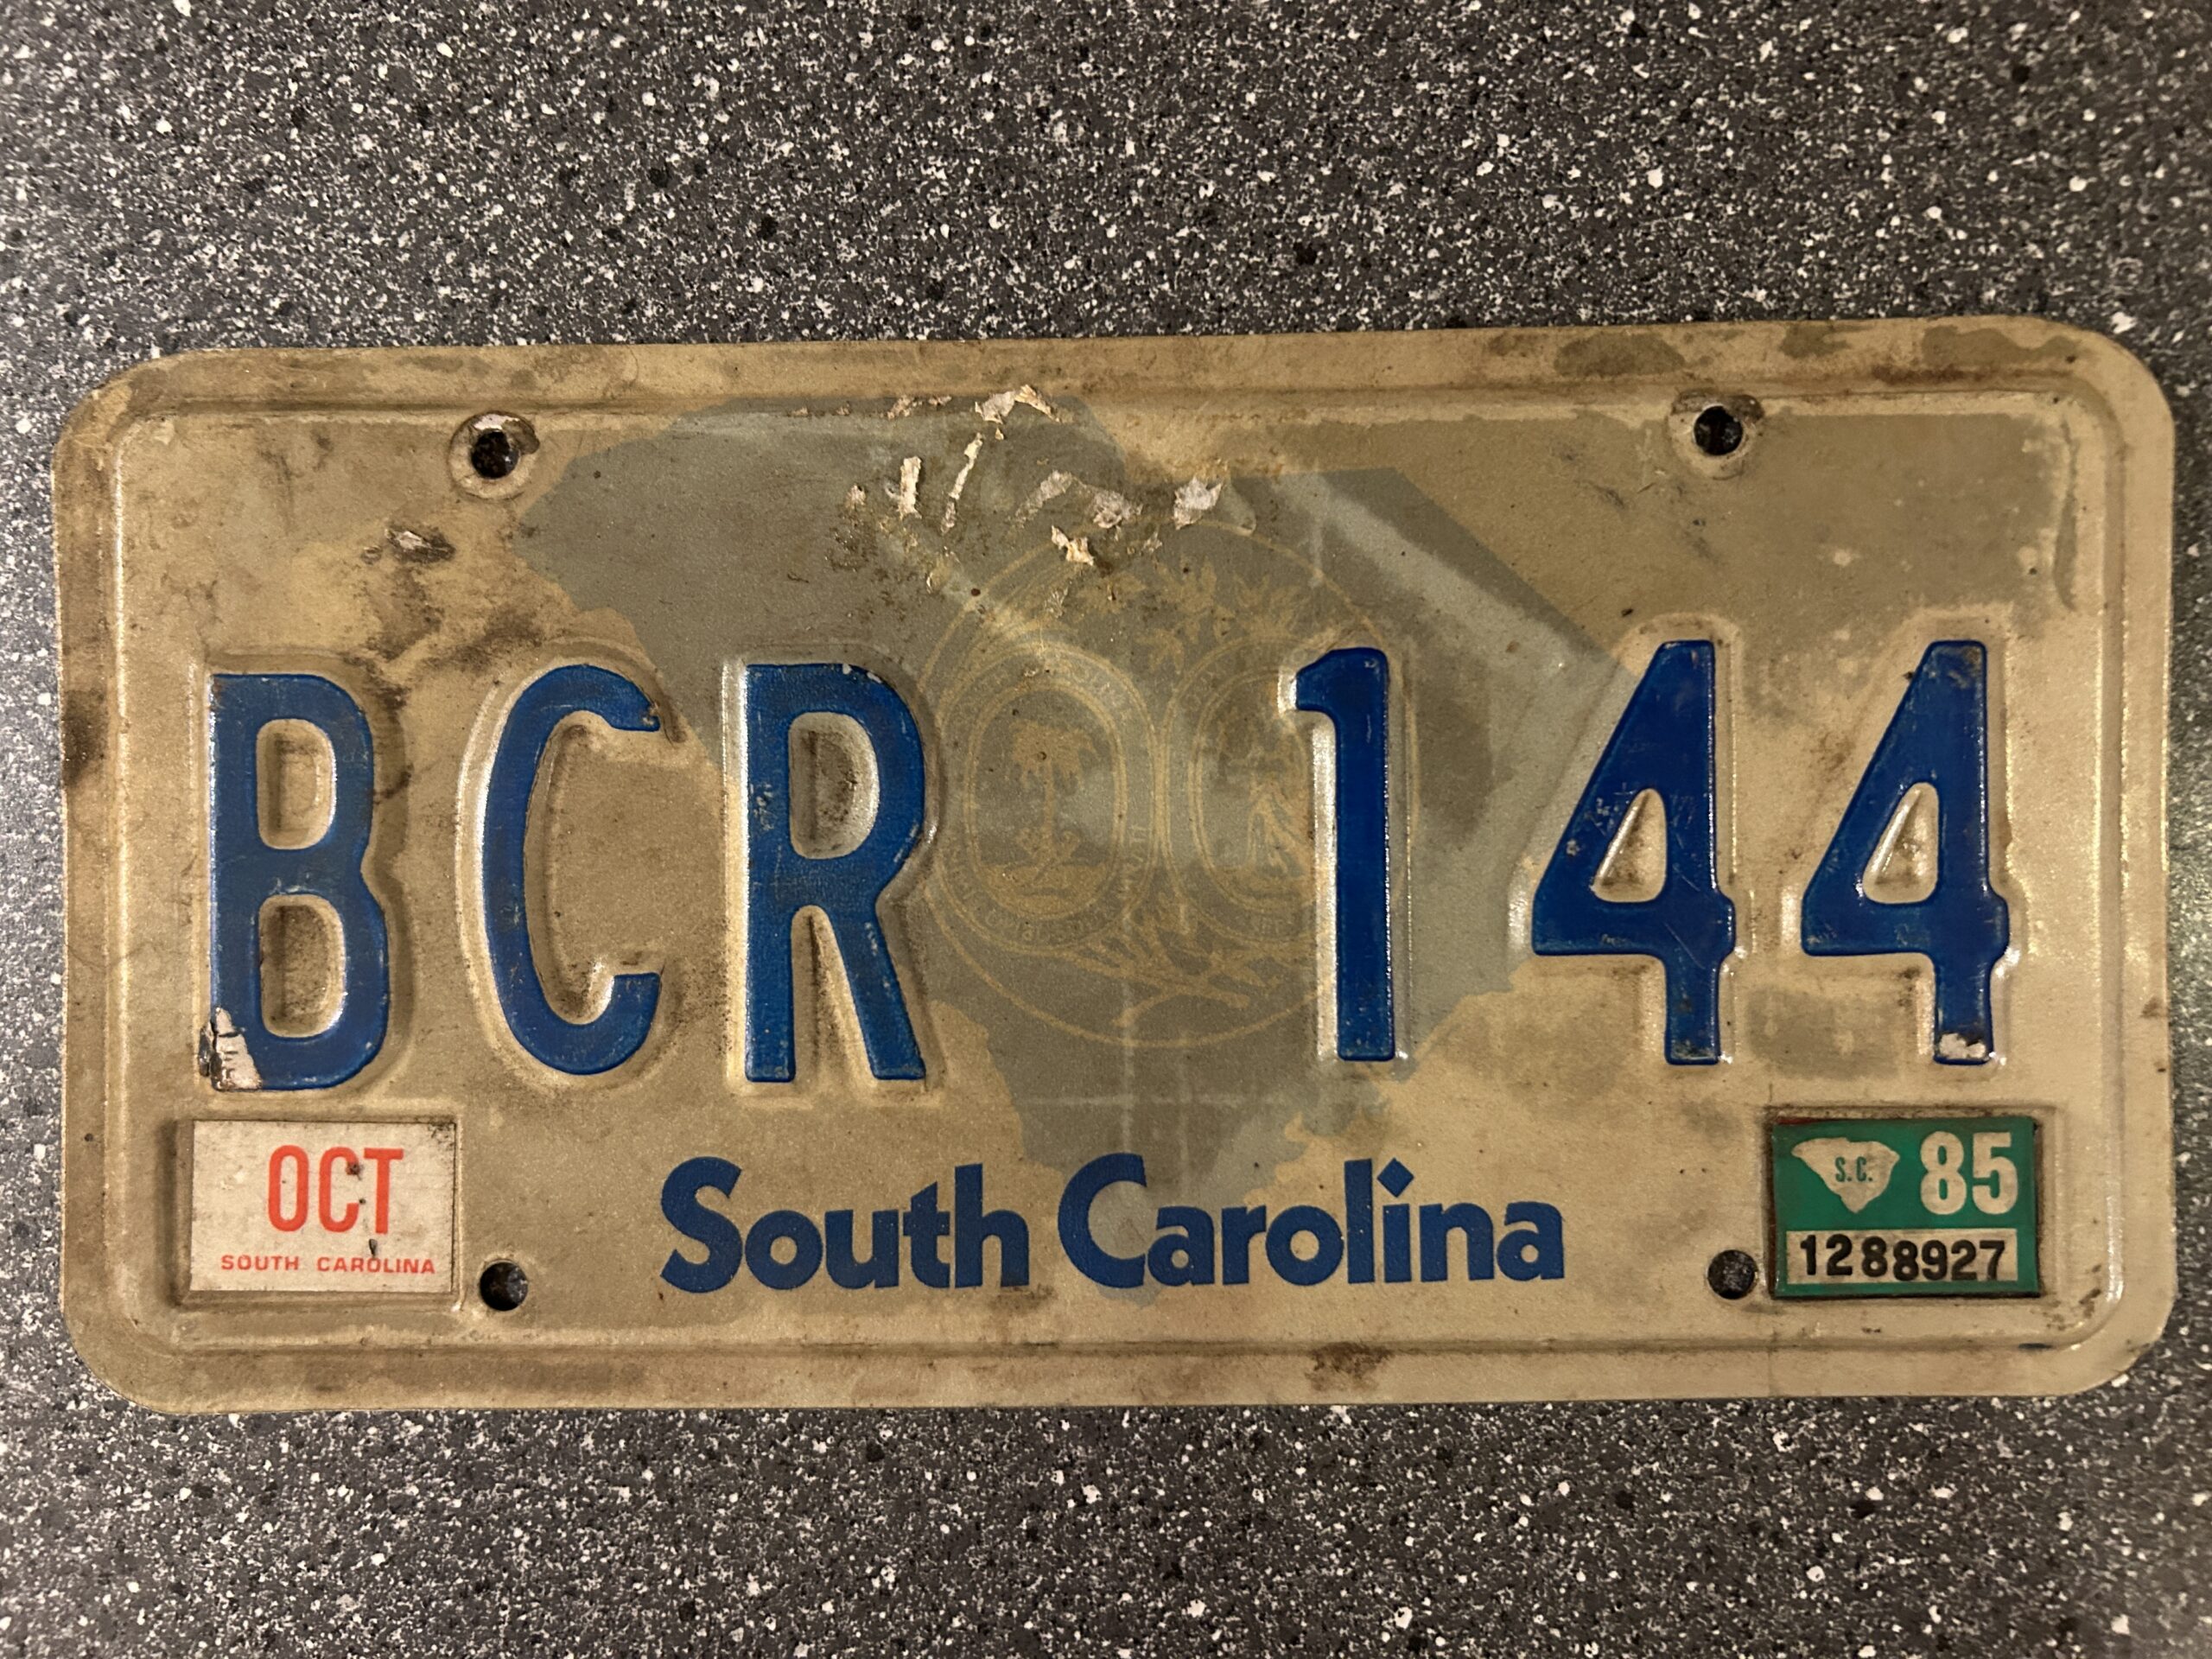 BCR 144
OCT
SOUTH CAROLINA
South Carolina
S.C. 85
1288927